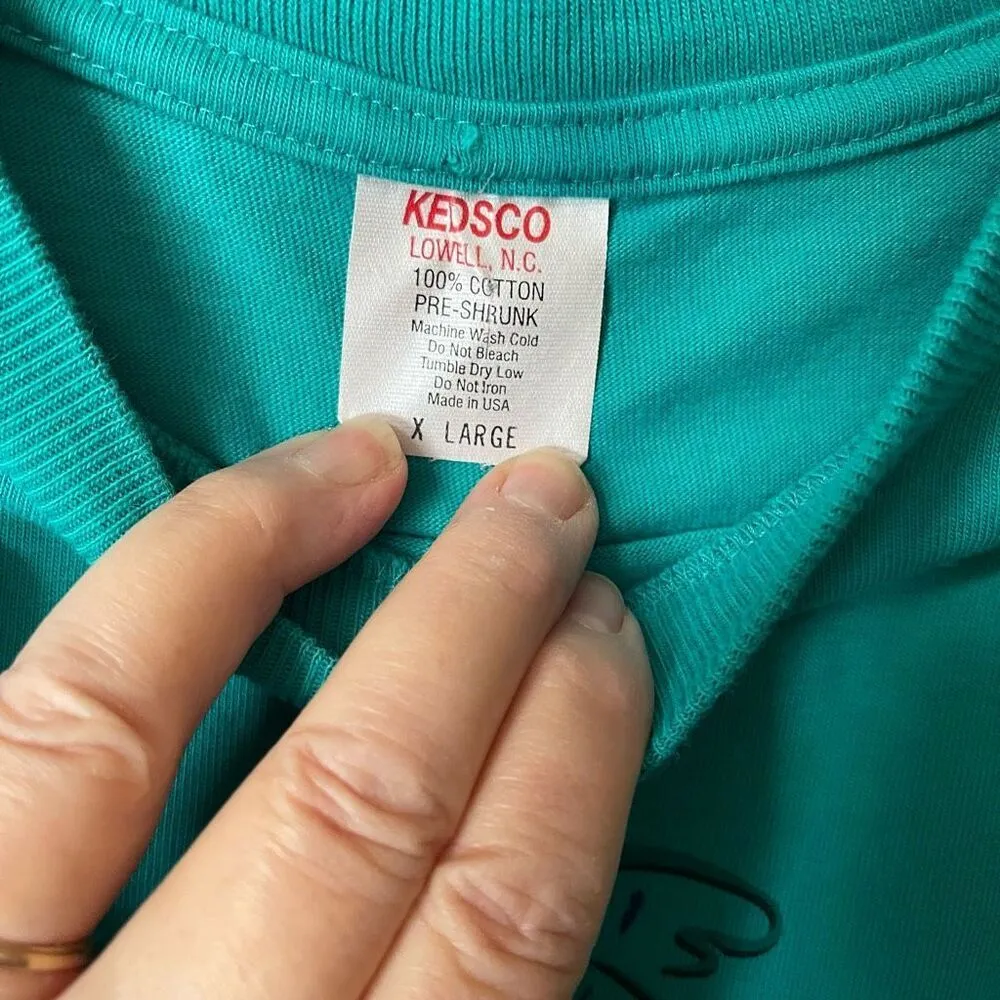 KEDSCO
LOWELL, N.C.
100% COTTON
PRE-SHRUNK
Machine Wash Cold
Do Not Bleach
Tumble Dry Low
Do Not Iron
Made in USA
X LARGE